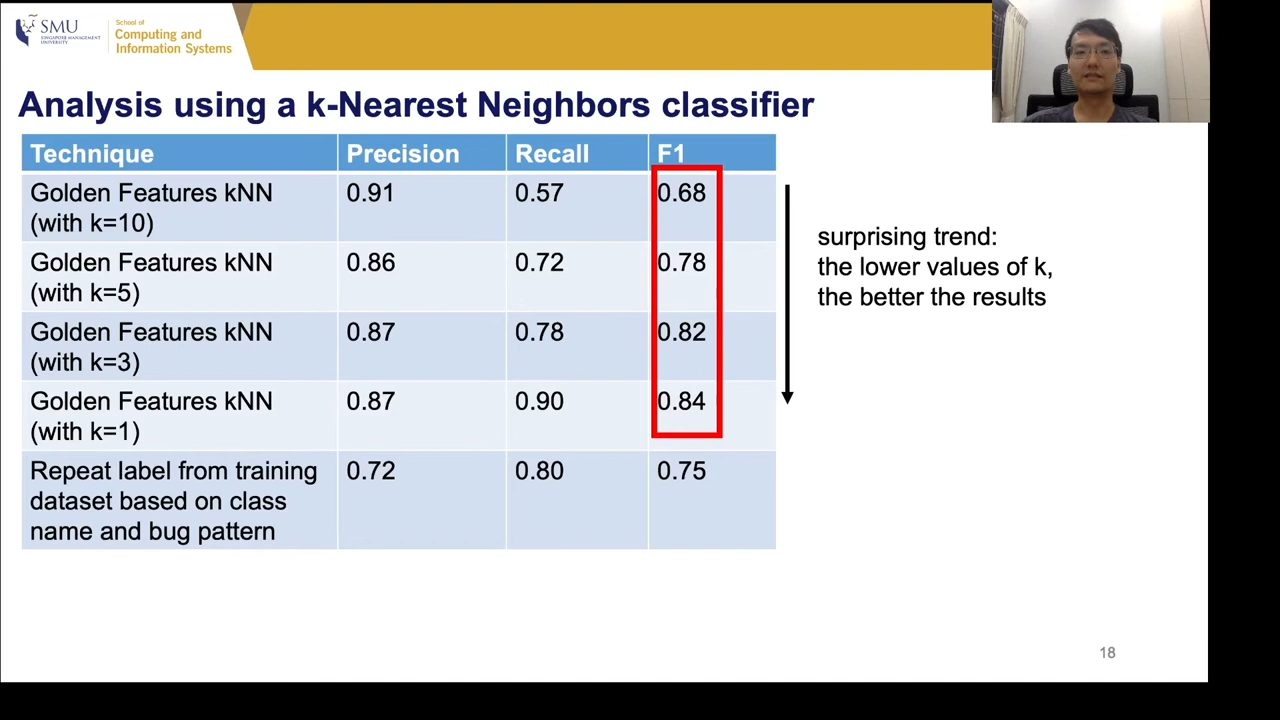 SMU
SINGAPORE MANAGEMENT
UNIVERSITY
School of
Computing and
Information Systems
Analysis using a k-Nearest Neighbors classifier
Technique Precision Recall F1
Golden Features kNN 0.91 0.57 0.68
(with k=10)
Golden Features kNN 0.86 0.72 0.78
(with k=5)
Golden Features kNN 0.87 0.78 0.82
(with k=3)
Golden Features kNN 0.87 0.90 0.84
(with k=1)
Repeat label from training 0.72 0.80 0.75
dataset based on class
name and bug pattern
surprising trend:
the lower values of k,
the better the results
18